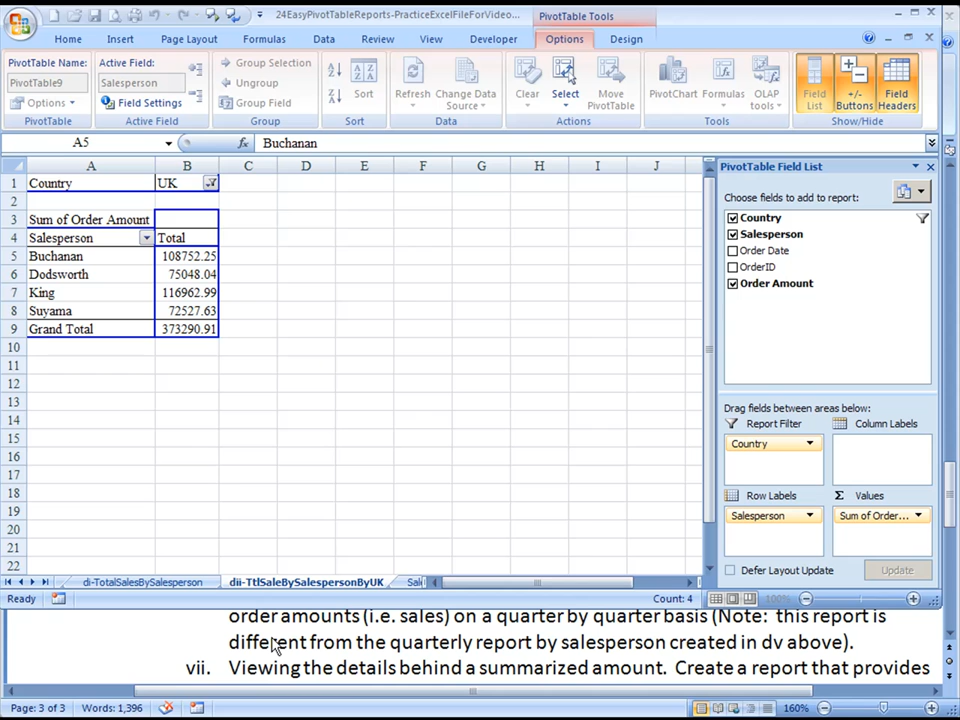 24EasyPivotTableReports-PracticeExcelFileForVideo... PivotTable Tools
Home Insert Page Layout Formulas Data Review View Developer Options Design
PivotTable Name:
PivotTable9
Options
PivotTable
Active Field:
Salesperson
Field Settings
Active Field
Group Selection
Ungroup
Group Field
Group
Sort
Sort
Refresh
Change Data Source
Data
Clear
Select
Move PivotTable
Actions
PivotChart
Formulas
OLAP tools
Tools
Field List
+/- Buttons
Field Headers
Show/Hide
A5 fx Buchanan
A B C D E F G H I J
1 Country UK
2
3 Sum of Order Amount
4 Salesperson Total
5 Buchanan 108752.25
6 Dodsworth 75048.04
7 King 116962.99
8 Suyama 72527.63
9 Grand Total 373290.91
10
11
12
13
14
15
16
17
18
19
20
21
22
PivotTable Field List
Choose fields to add to report:
Country
Salesperson
Order Date
OrderID
Order Amount
Drag fields between areas below:
Report Filter Column Labels
Country
Row Labels Σ Values
Salesperson Sum of Order...
Defer Layout Update Update
di-TotalSalesBySalesperson dii-TtlSaleBySalespersonByUK Sal
Ready Count: 4 100%
order amounts (i.e. sales) on a quarter by quarter basis (Note: this report is
different from the quarterly report by salesperson created in dv above).
vii. Viewing the details behind a summarized amount. Create a report that provides
Page: 3 of 3 Words: 1,396 160%